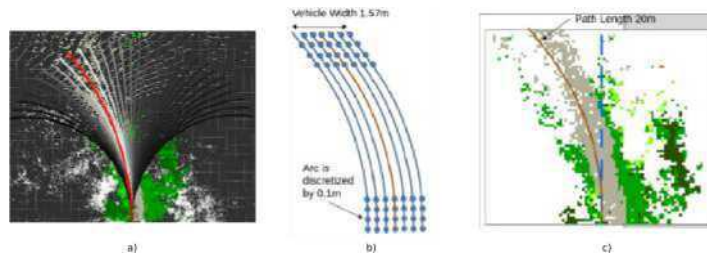 Vehicle Width 1.57m
Path Length 20m
Arc is
discretized
by 0.1m
a)
b)
c)